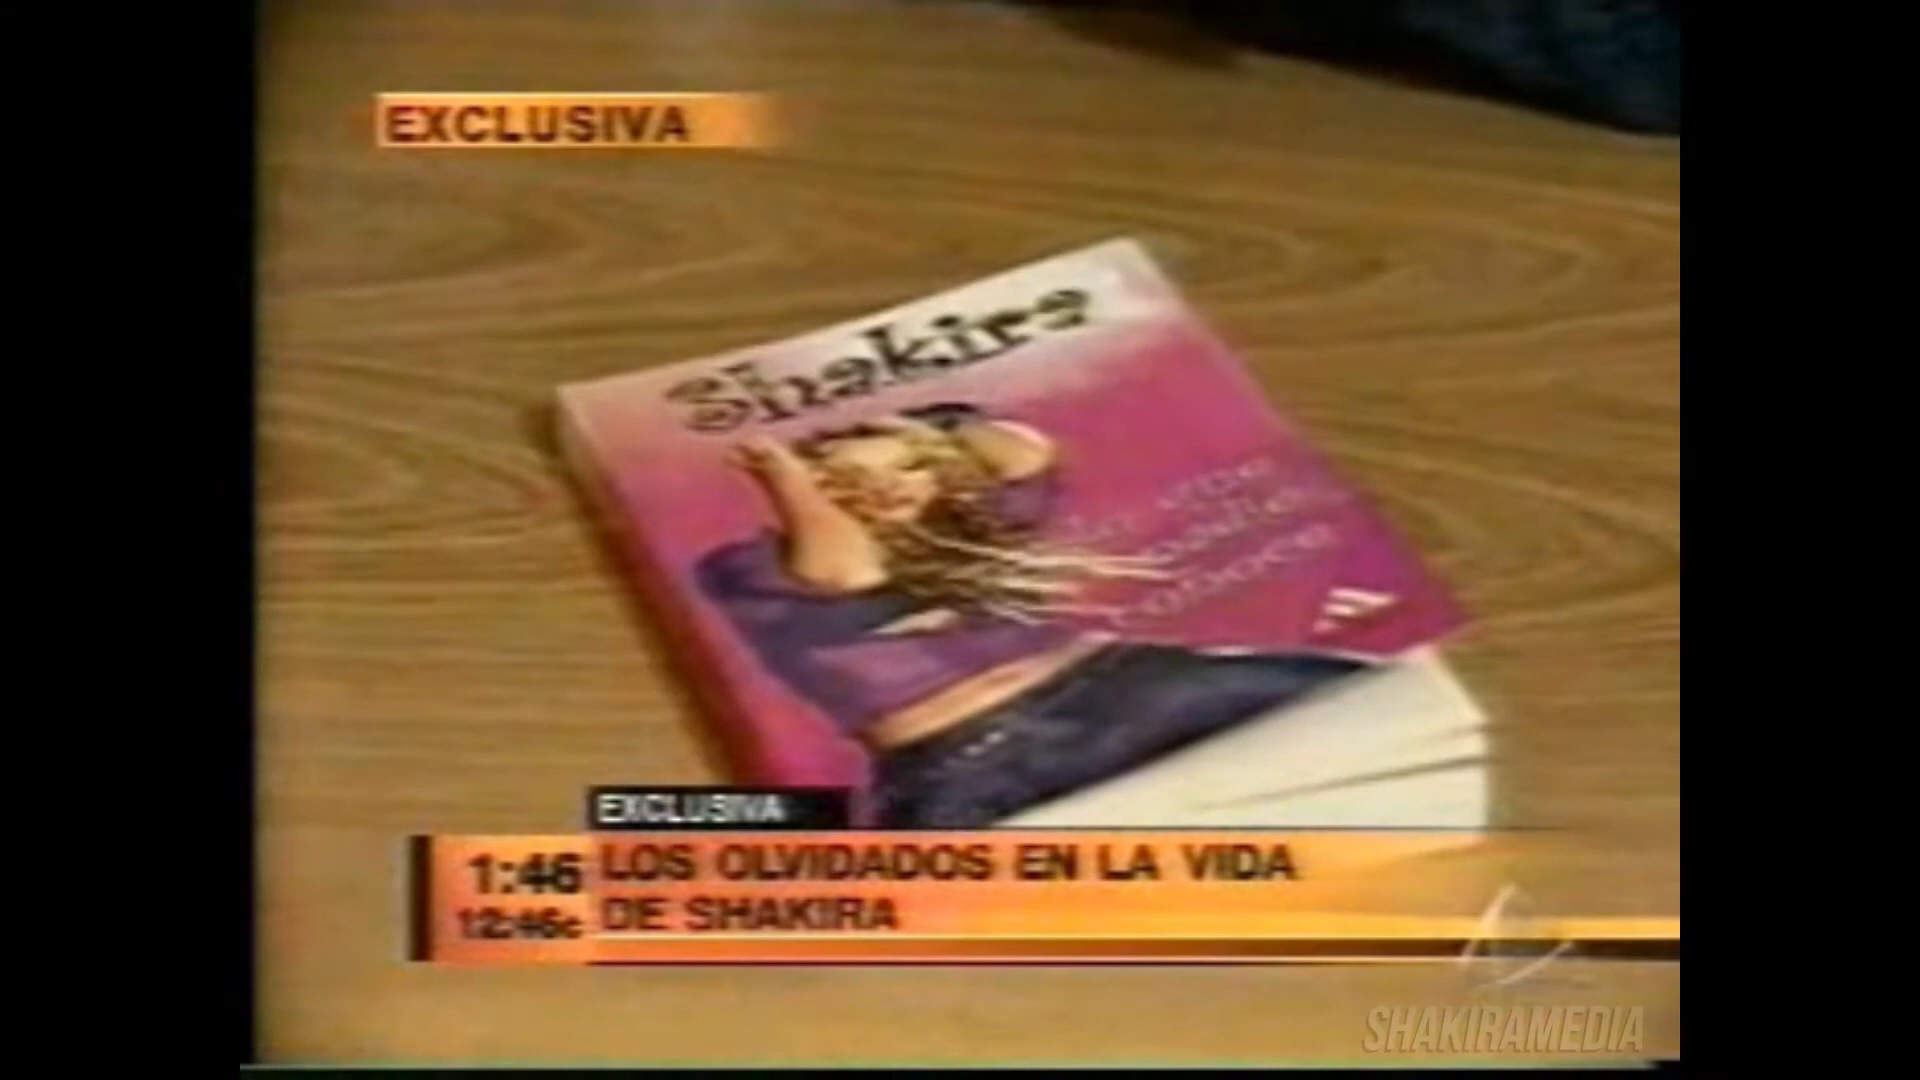 EXCLUSIVA
Shakira
EXCLUSIVA
1:46 LOS OLVIDADOS EN LA VIDA
12:46c DE SHAKIRA
SHAKIRAMEDIA